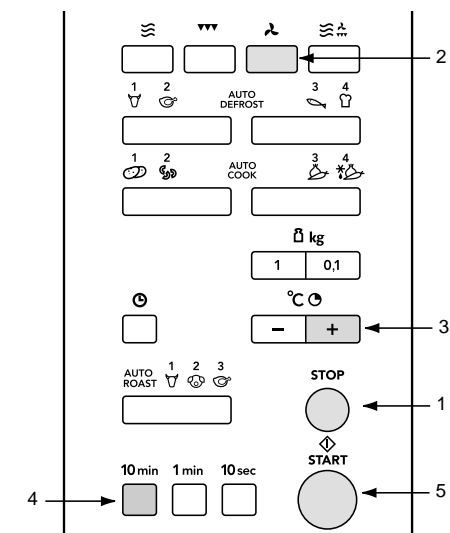 2
1 2 AUTO DEFROST 3 4
1 2 AUTO COOK 3 4
kg
1 0,1
°C
− + 3
AUTO ROAST 1 2 3
STOP
1
START
10 min 1 min 10 sec
4 5